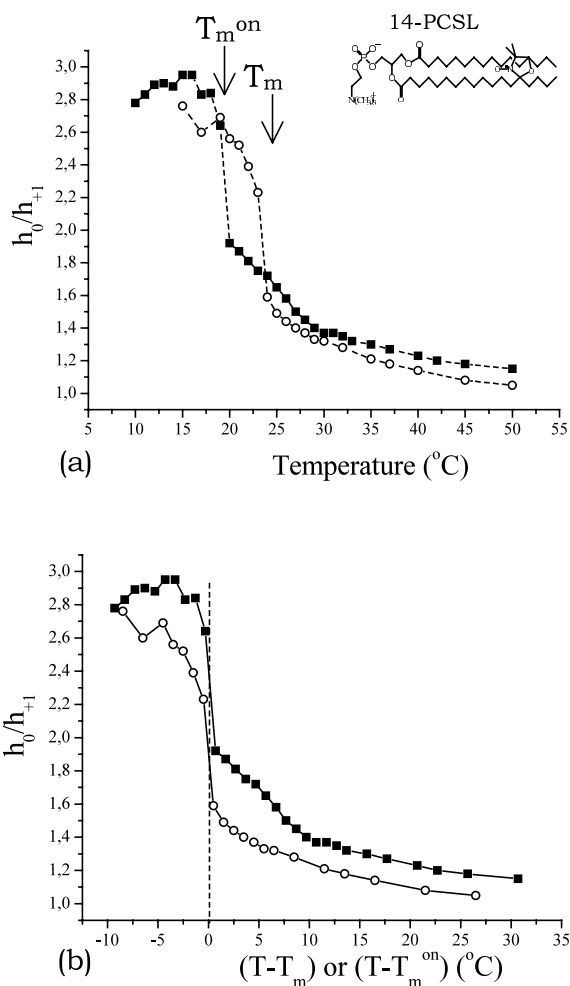 14-PCSL
T_m^on
T_m
O
O
O⁻
P
O
O
O
O
O
N(CH₃)₃
+
h₀/h₊₁
3,0
2,8
2,6
2,4
2,2
2,0
1,8
1,6
1,4
1,2
1,0
5 10 15 20 25 30 35 40 45 50 55
(a)
Temperature (°C)
h₀/h₊₁
3,0
2,8
2,6
2,4
2,2
2,0
1,8
1,6
1,4
1,2
1,0
-10 -5 0 5 10 15 20 25 30 35
(b)
(T-T_m) or (T-T_m^on) (°C)